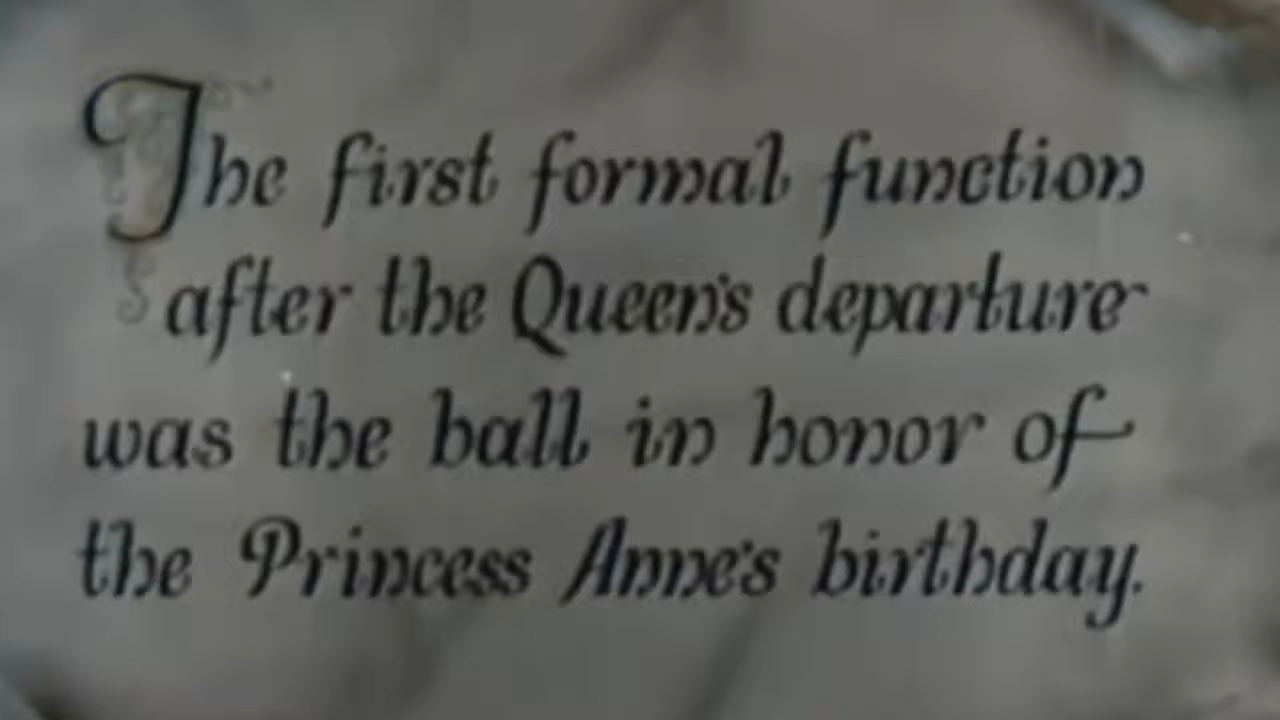 The first formal function
after the Queen's departure
was the ball in honor of
the Princess Anne's birthday.